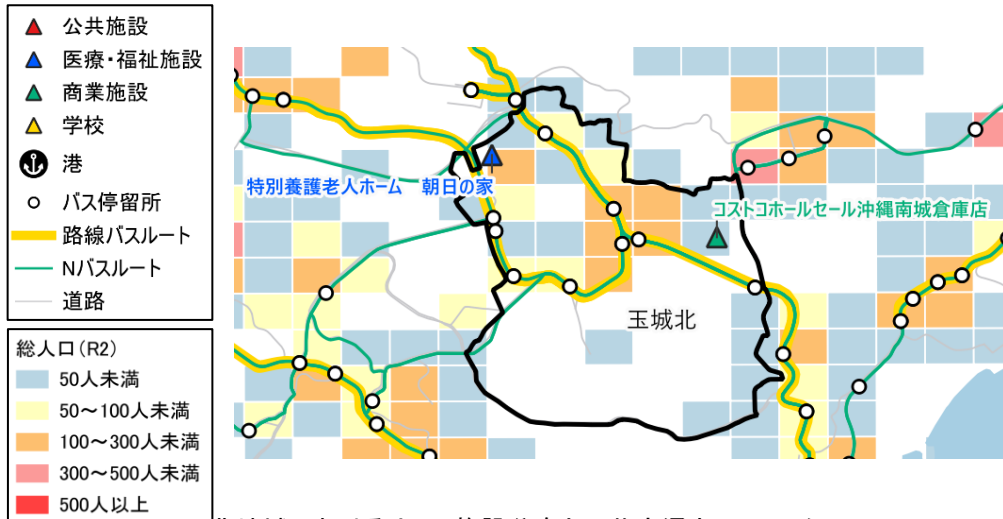 公共施設
医療・福祉施設
商業施設
学校
港
バス停留所
路線バスルート
Nバスルート
道路
総人口(R2)
50人未満
50～100人未満
100～300人未満
300～500人未満
500人以上
特別養護老人ホーム 朝日の家
コストコホールセール沖縄南城倉庫店
玉城北